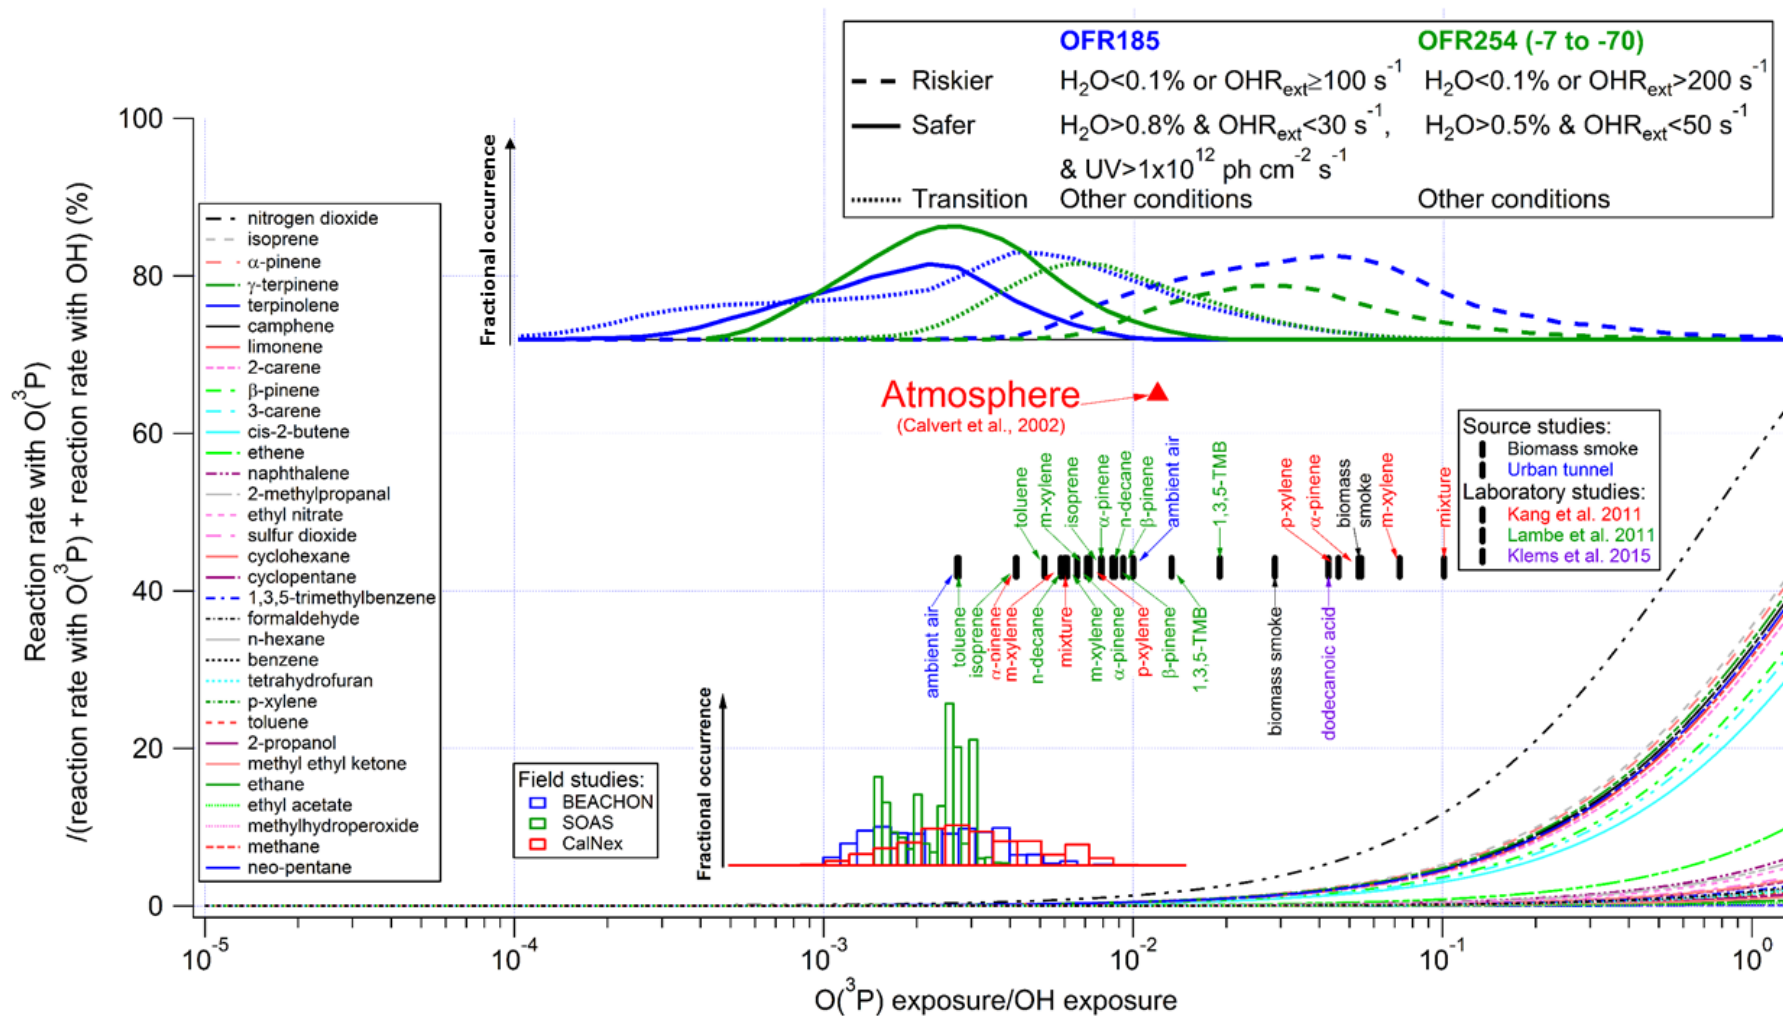 OFR185 OFR254 (-7 to -70)
Riskier H₂O<0.1% or OHRₑₓₜ≥100 s⁻¹ H₂O<0.1% or OHRₑₓₜ>200 s⁻¹
Safer H₂O>0.8% & OHRₑₓₜ<30 s⁻¹, H₂O>0.5% & OHRₑₓₜ<50 s⁻¹
& UV>1x10¹² ph cm⁻² s⁻¹
Transition Other conditions Other conditions
Reaction rate with O(³P)
/(reaction rate with O(³P) + reaction rate with OH) (%)
100
80
60
40
20
0
nitrogen dioxide
isoprene
α-pinene
γ-terpinene
terpinolene
camphene
limonene
2-carene
β-pinene
3-carene
cis-2-butene
ethene
naphthalene
2-methylpropanal
ethyl nitrate
sulfur dioxide
cyclohexane
cyclopentane
1,3,5-trimethylbenzene
formaldehyde
n-hexane
benzene
tetrahydrofuran
p-xylene
toluene
2-propanol
methyl ethyl ketone
ethane
ethyl acetate
methylhydroperoxide
methane
neo-pentane
Fractional occurrence
Atmosphere
(Calvert et al., 2002)
toluene
m-xylene
isoprene
α-pinene
n-decane
β-pinene
ambient air
1,3,5-TMB
p-xylene
α-pinene
biomass
smoke
m-xylene
mixture
ambient air
toluene
isoprene
α-pinene
m-xylene
n-decane
mixture
m-xylene
α-pinene
p-xylene
β-pinene
1,3,5-TMB
biomass smoke
dodecanoic acid
Source studies:
Biomass smoke
Urban tunnel
Laboratory studies:
Kang et al. 2011
Lambe et al. 2011
Klems et al. 2015
Field studies:
BEACHON
SOAS
CalNex
Fractional occurrence
10⁻⁵ 10⁻⁴ 10⁻³ 10⁻² 10⁻¹ 10⁰
O(³P) exposure/OH exposure